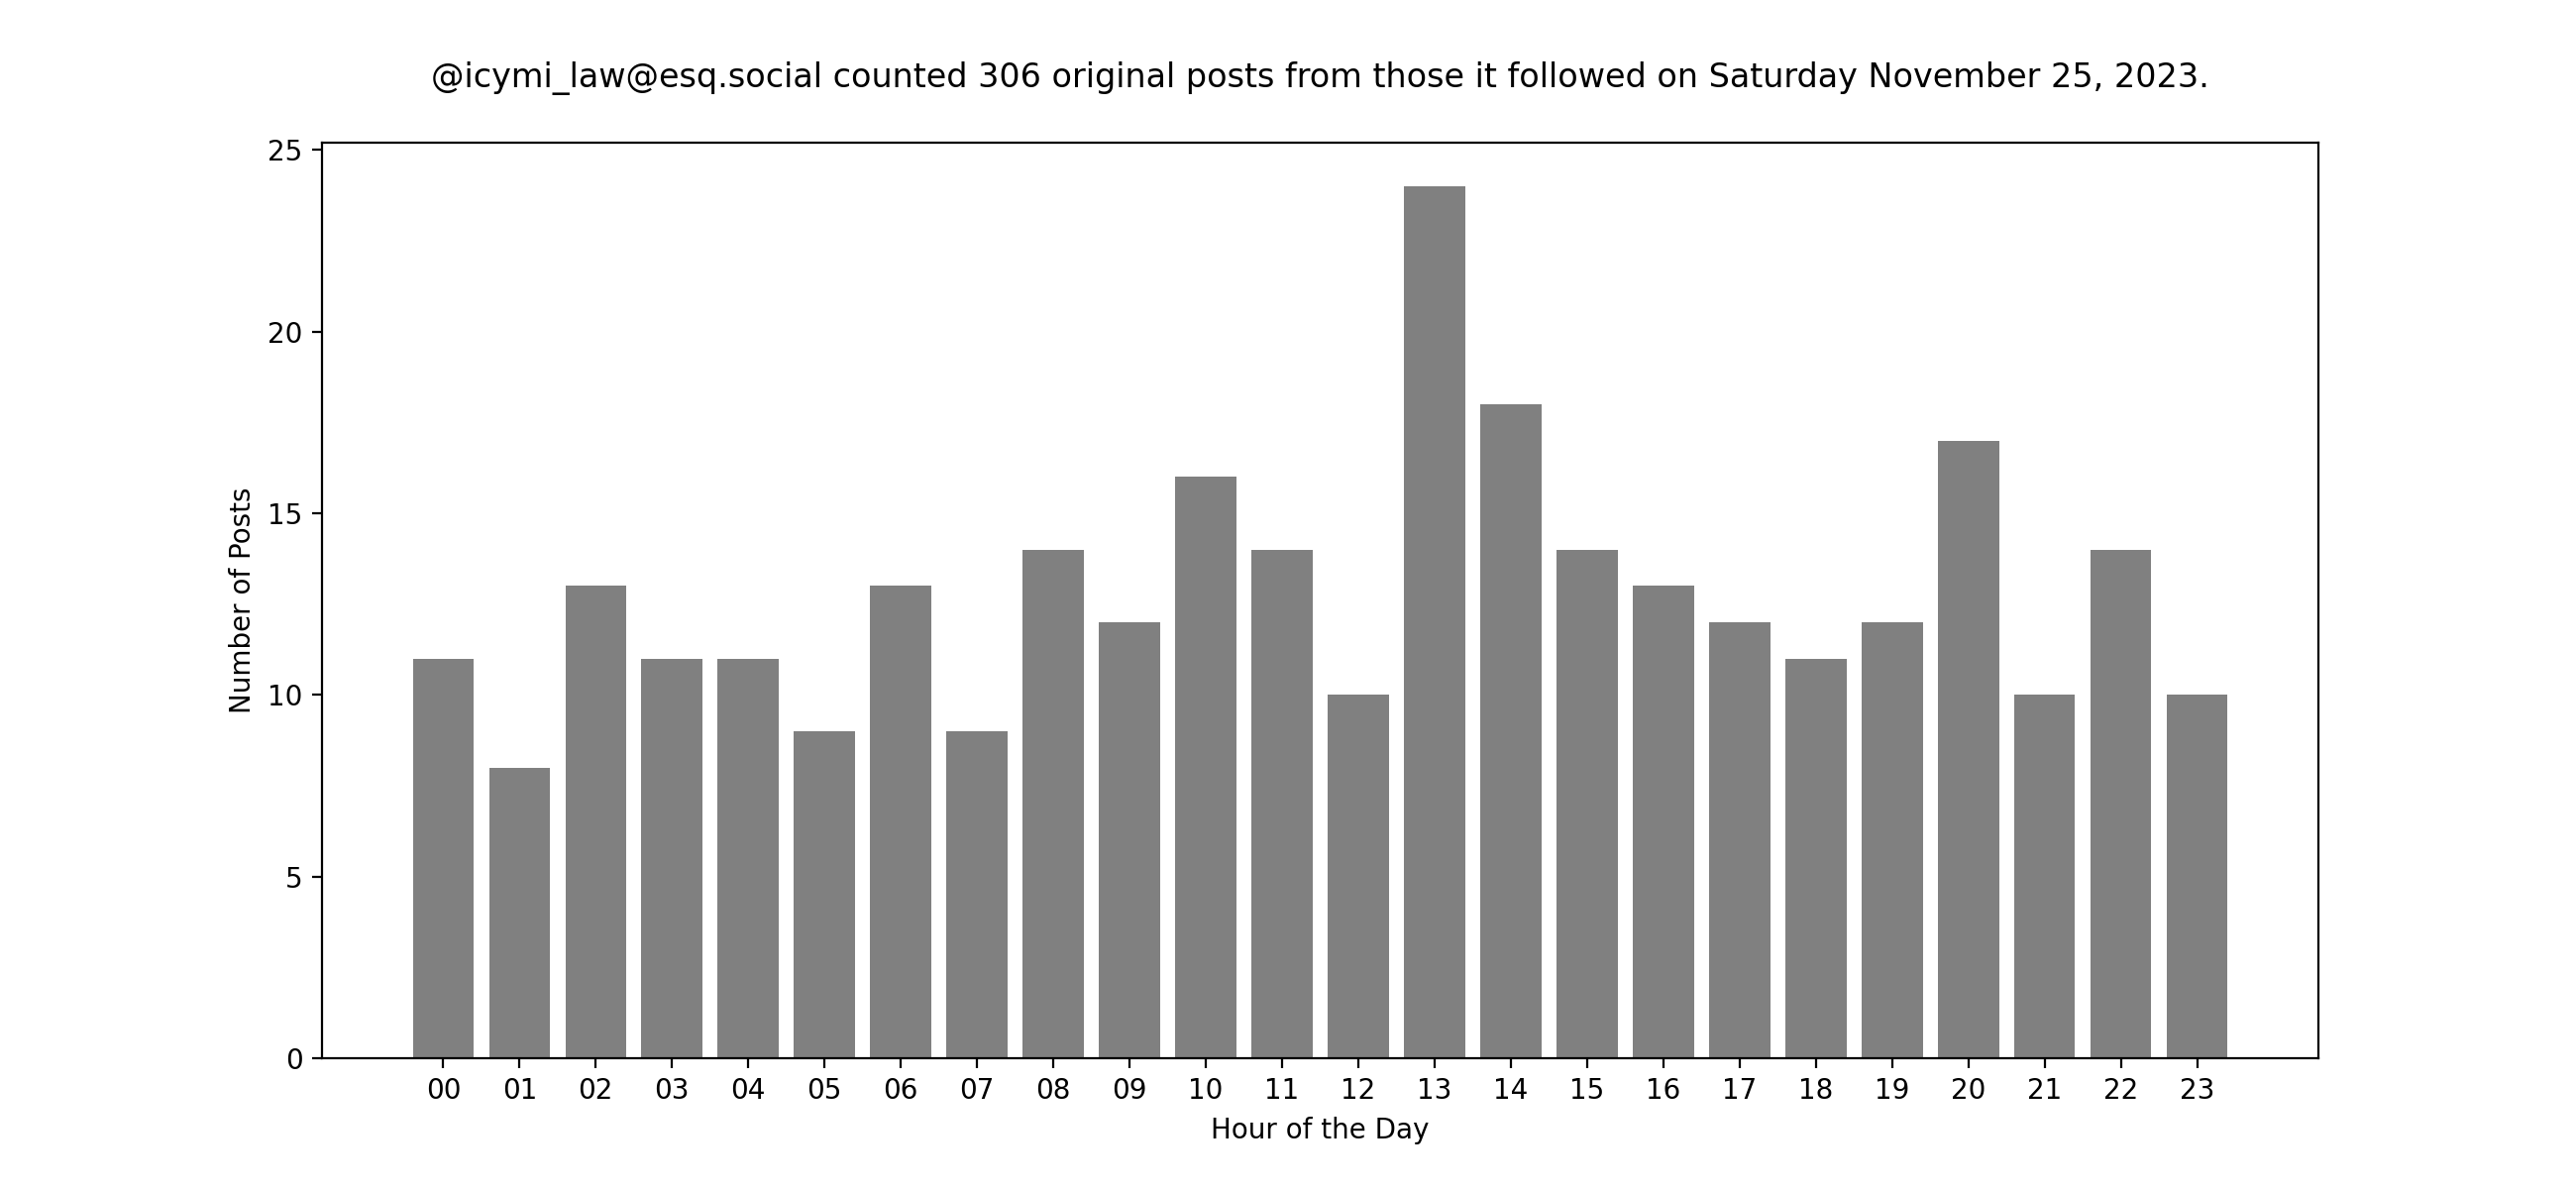 @icymi_law@esq.social counted 306 original posts from those it followed on Saturday November 25, 2023.
25
20
15
10
5
0
Number of Posts
00 01 02 03 04 05 06 07 08 09 10 11 12 13 14 15 16 17 18 19 20 21 22 23
Hour of the Day